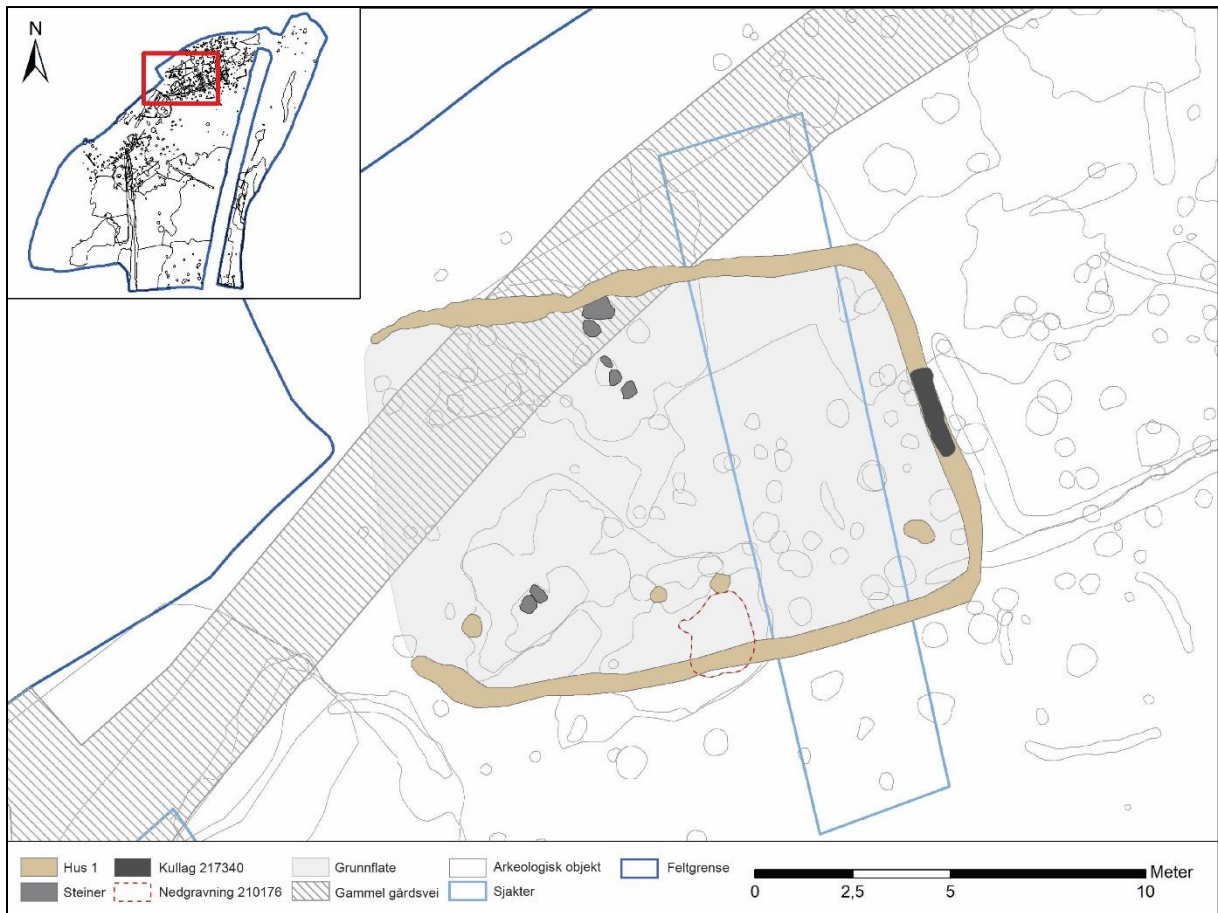 N
Hus 1
Kullag 217340
Grunnflate
Arkeologisk objekt
Feltgrense
Steiner
Nedgravning 210176
Gammel gårdsvei
Sjakter
Meter
0
2,5
5
10